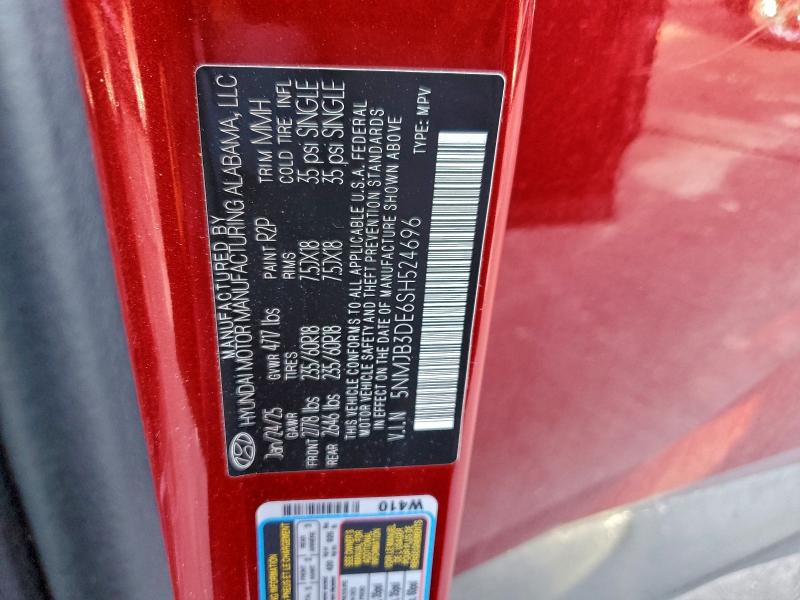 MANUFACTURED BY
HYUNDAI MOTOR MANUFACTURING ALABAMA, LLC
Jan/24/25 GVWR 4717 lbs PAINT R2P TRIM MMH
GAWR TIRES RIMS COLD TIRE INFL
FRONT 2778 lbs 235/60R18 7.5JX18 35 psi SINGLE
REAR 2646 lbs 235/60R18 7.5JX18 35 psi SINGLE
THIS VEHICLE CONFORMS TO ALL APPLICABLE U.S.A. FEDERAL
MOTOR VEHICLE SAFETY AND THEFT PREVENTION STANDARDS
IN EFFECT ON THE DATE OF MANUFACTURE SHOWN ABOVE
V.I.N 5NMJB3DE6SH524696 TYPE: MPV
W410